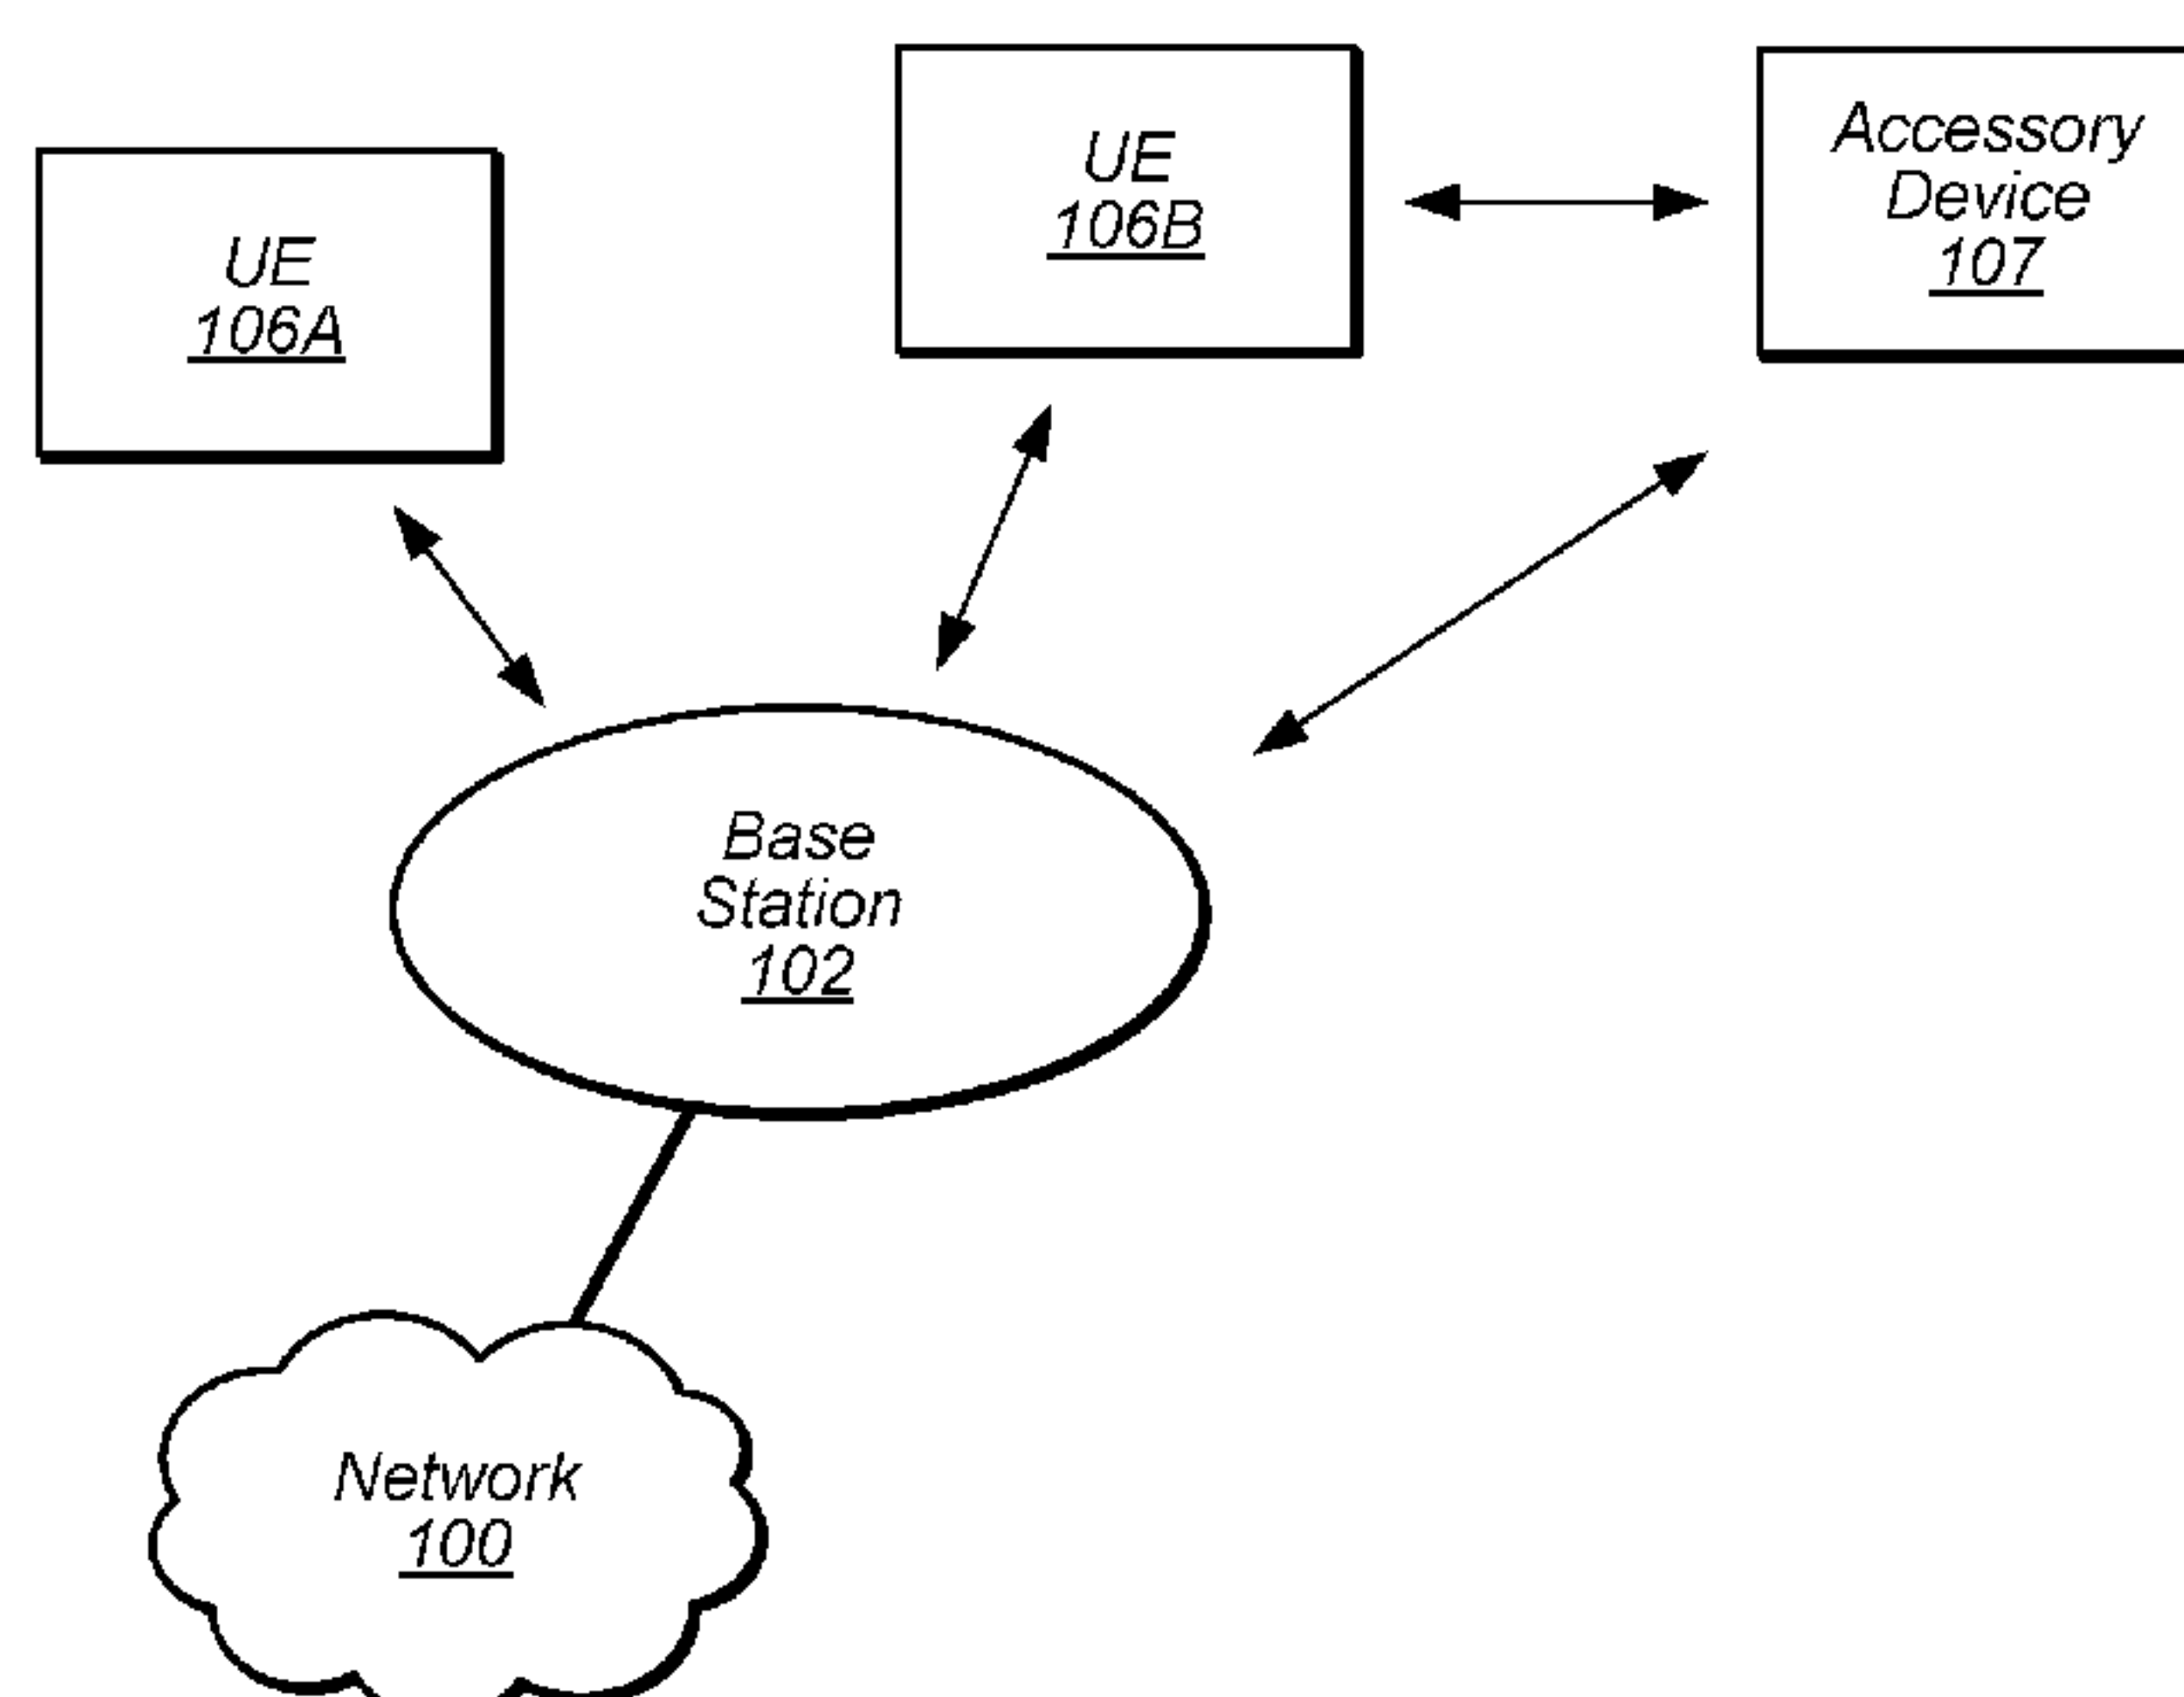 UE
106A
UE
106B
Accessory
Device
107
Base
Station
102
Network
100